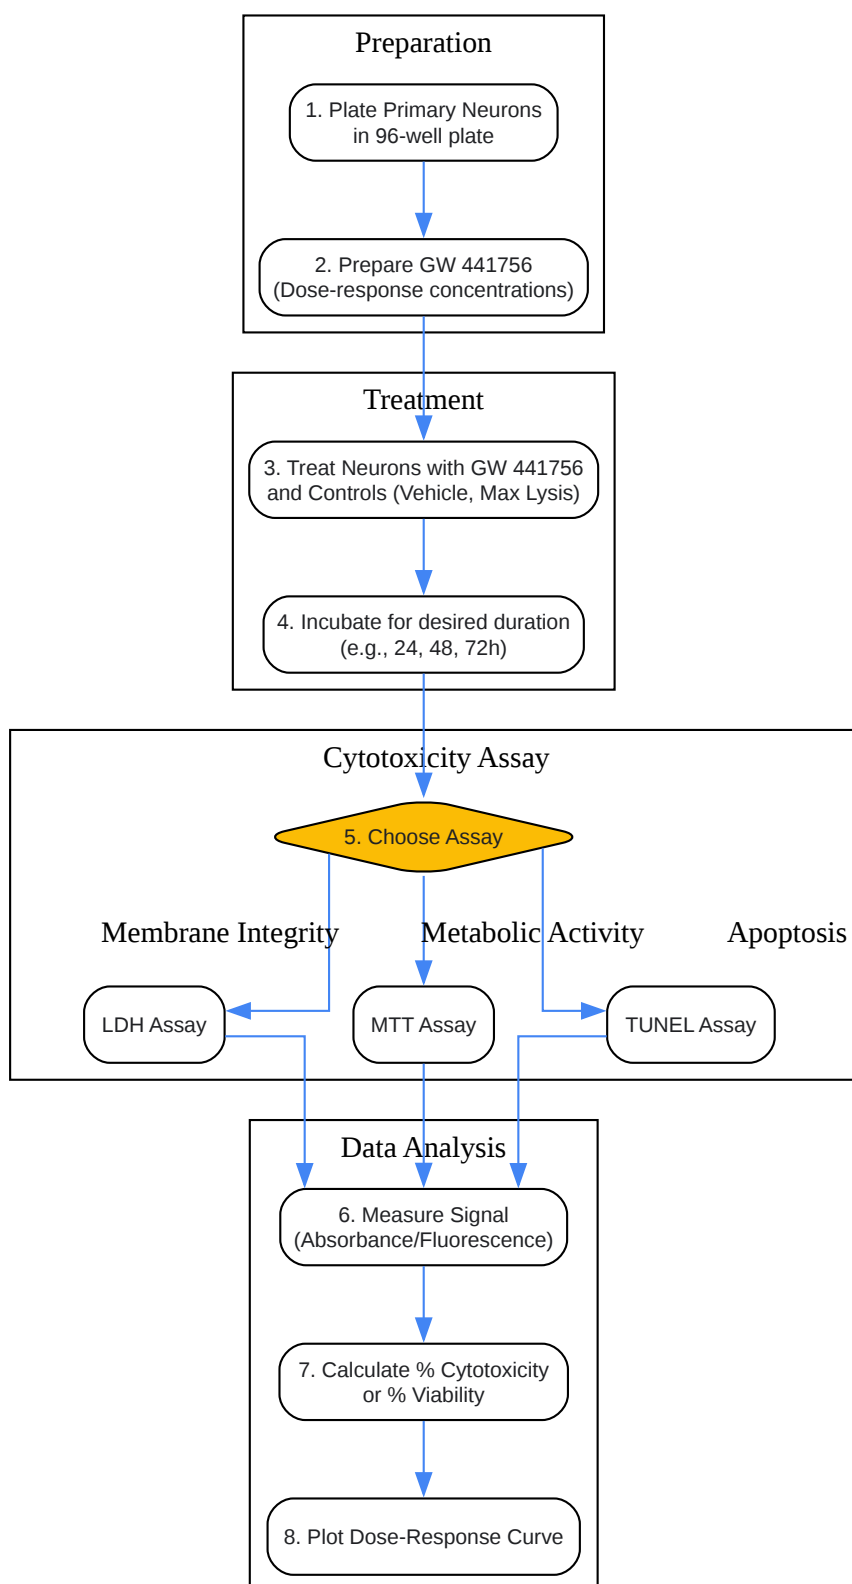 Preparation
1. Plate Primary Neurons
in 96-well plate
2. Prepare GW 441756
(Dose-response concentrations)
Treatment
3. Treat Neurons with GW 441756
and Controls (Vehicle, Max Lysis)
4. Incubate for desired duration
(e.g., 24, 48, 72h)
Cytotoxicity Assay
5. Choose Assay
Membrane Integrity
Metabolic Activity
Apoptosis
LDH Assay
MTT Assay
TUNEL Assay
Data Analysis
6. Measure Signal
(Absorbance/Fluorescence)
7. Calculate % Cytotoxicity
or % Viability
8. Plot Dose-Response Curve